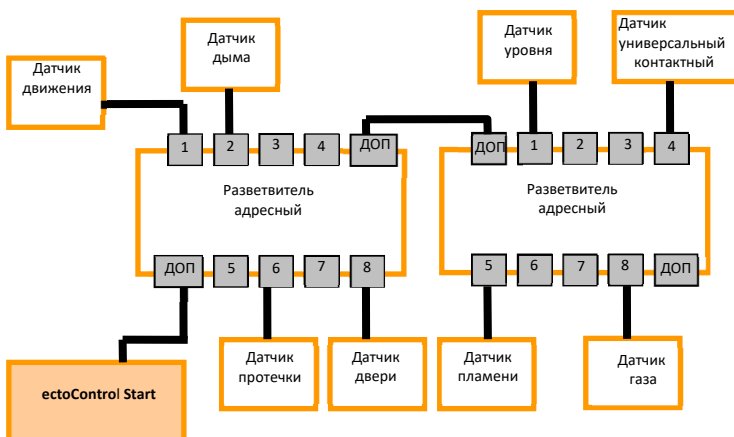 Датчик
движения
Датчик
дыма
Датчик
уровня
Датчик
универсальный
контактный
1
2
3
4
ДОП
Разветвитель
адресный
ДОП
5
6
7
8
ДОП
1
2
3
4
Разветвитель
адресный
5
6
7
8
ДОП
ectoControl Start
Датчик
протечки
Датчик
двери
Датчик
пламени
Датчик
газа